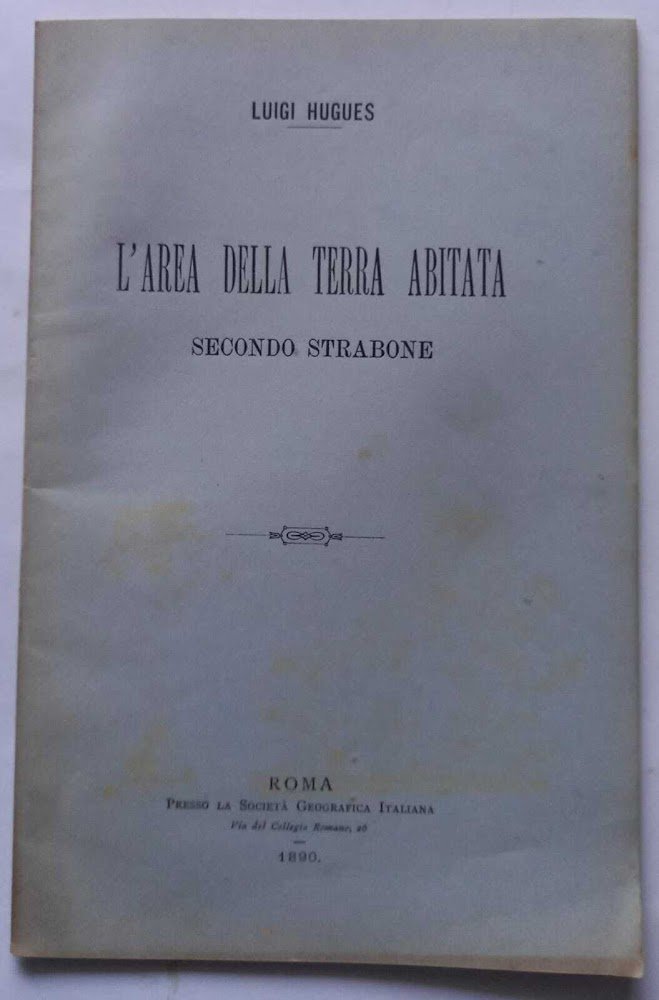 LUIGI HUGUES
L'AREA DELLA TERRA ABITATA
SECONDO STRABONE
ROMA
PRESSO LA SOCIETÀ GEOGRAFICA ITALIANA
Via del Collegio Romano, 26
1890.